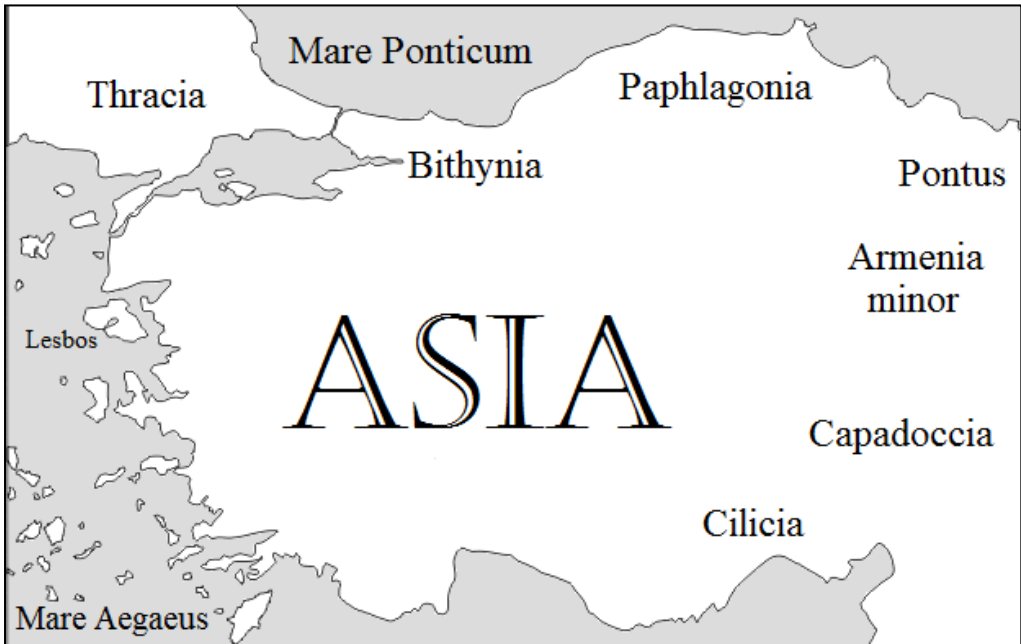 Mare Ponticum
Thracia
Paphlagonia
Bithynia
Pontus
Armenia
minor
Lesbos
ASIA
Capadoccia
Cilicia
Mare Aegaeus